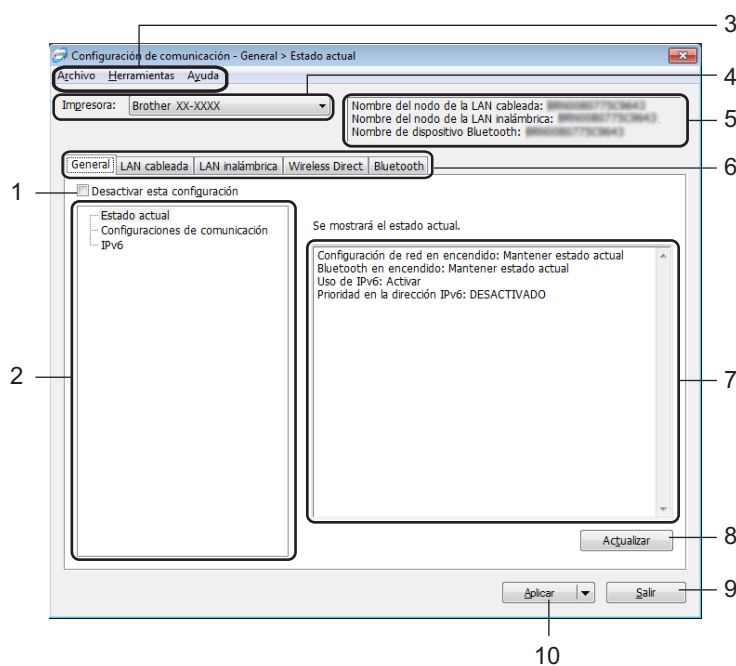 3
Configuración de comunicación - General > Estado actual
Archivo Herramientas Ayuda
4
Impresora: Brother XX-XXXX
Nombre del nodo de la LAN cableada:
Nombre del nodo de la LAN inalámbrica:
Nombre de dispositivo Bluetooth:
5
General LAN cableada LAN inalámbrica Wireless Direct Bluetooth
6
1
Desactivar esta configuración
Estado actual
Configuraciones de comunicación
IPv6
2
Se mostrará el estado actual.
Configuración de red en encendido: Mantener estado actual
Bluetooth en encendido: Mantener estado actual
Uso de IPv6: Activar
Prioridad en la dirección IPv6: DESACTIVADO
7
Actualizar
8
Aplicar
Salir
9
10